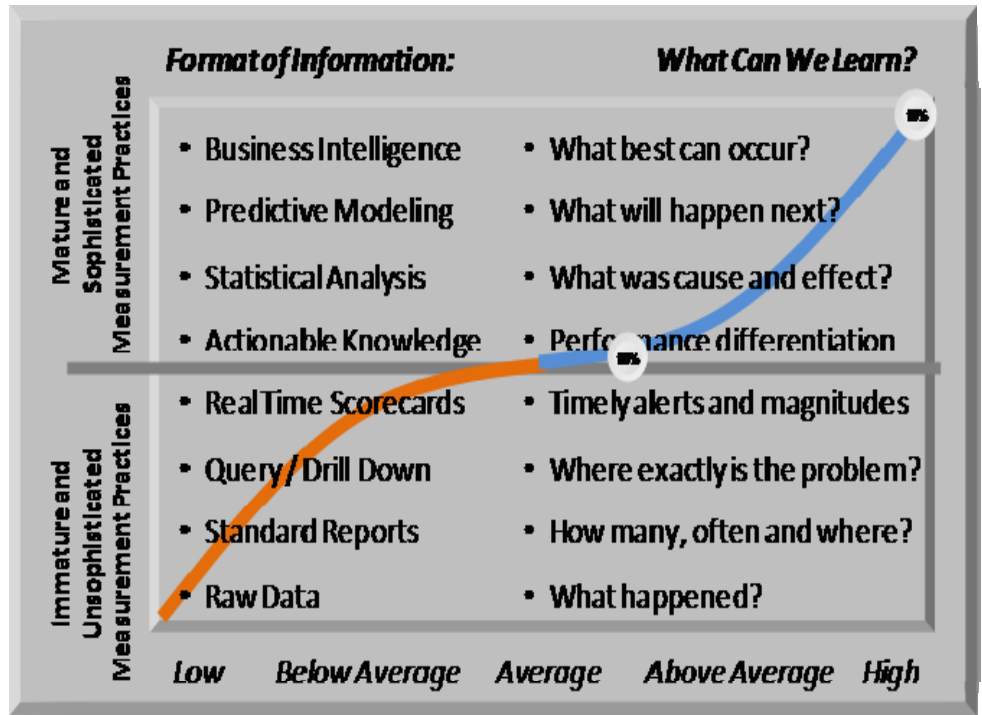 Format of Information:
What Can We Learn?
Mature and
Sophisticated
Measurement Practices
• Business Intelligence
• What best can occur?
• Predictive Modeling
• What will happen next?
• Statistical Analysis
• What was cause and effect?
• Actionable Knowledge
• Performance differentiation
Immature and
Unsophisticated
Measurement Practices
• Real Time Scorecards
• Timely alerts and magnitudes
• Query / Drill Down
• Where exactly is the problem?
• Standard Reports
• How many, often and where?
• Raw Data
• What happened?
Low
Below Average
Average
Above Average
High